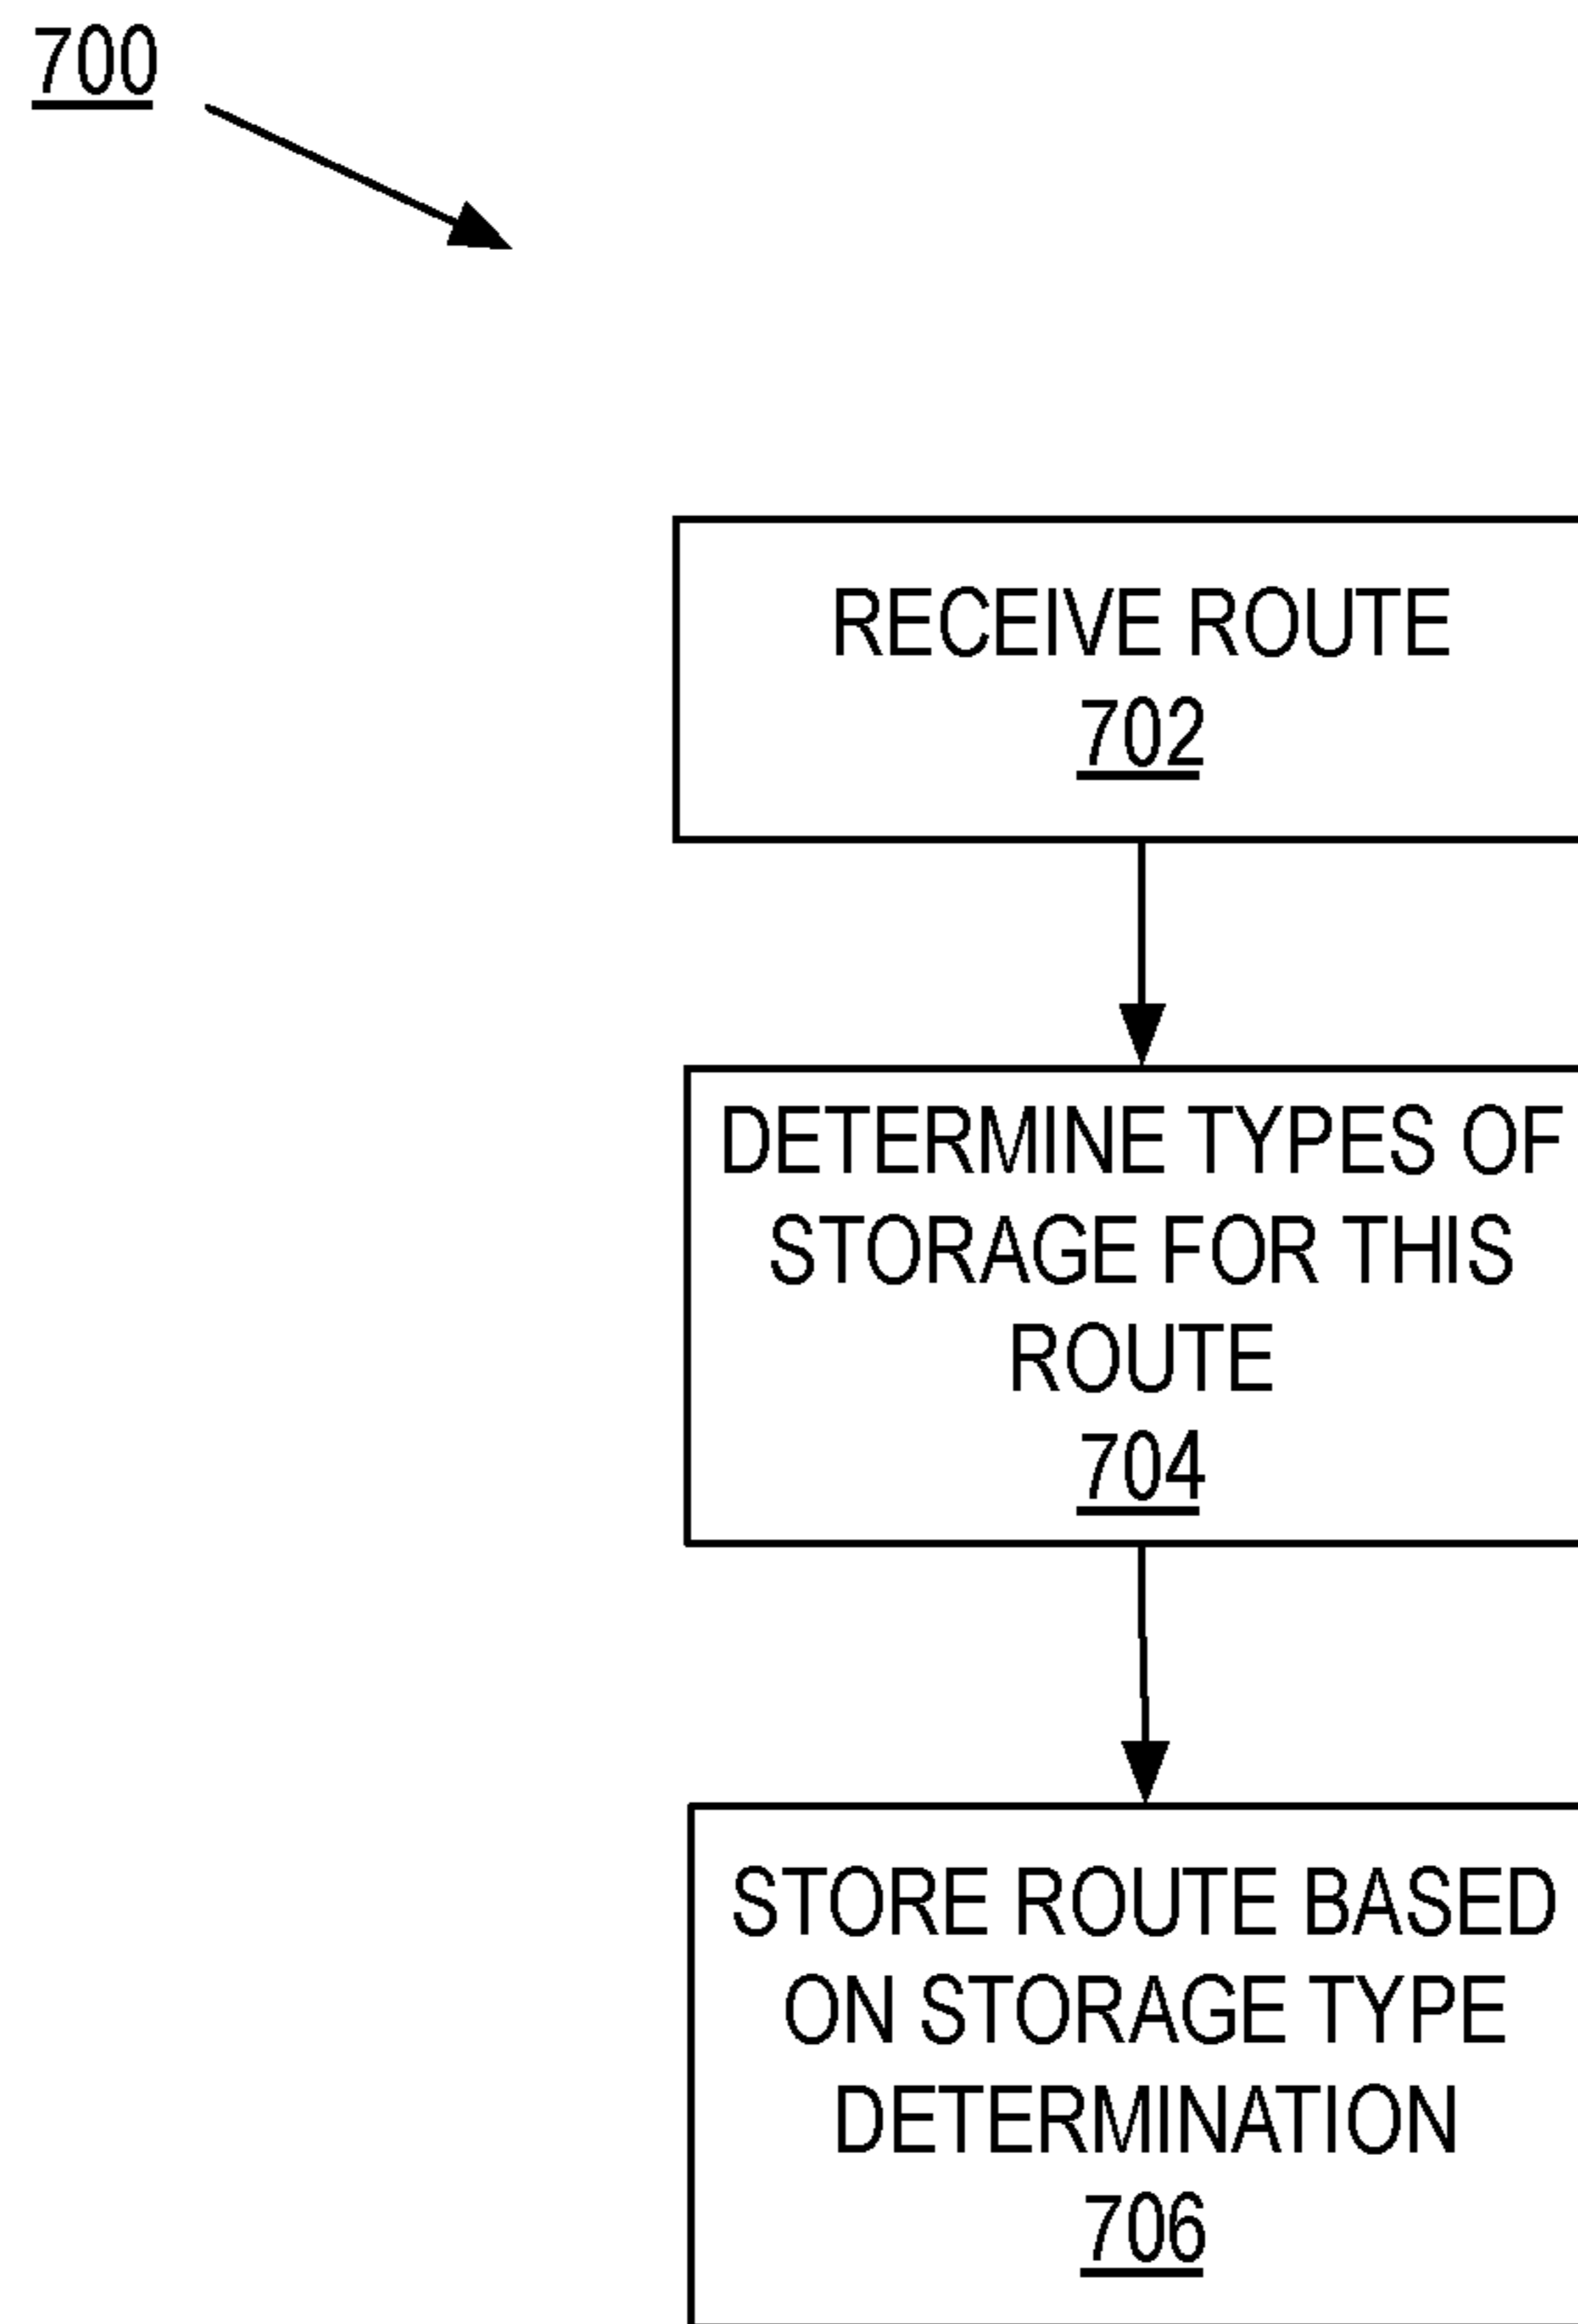 700
RECEIVE ROUTE
702
DETERMINE TYPES OF
STORAGE FOR THIS
ROUTE
704
STORE ROUTE BASED
ON STORAGE TYPE
DETERMINATION
706